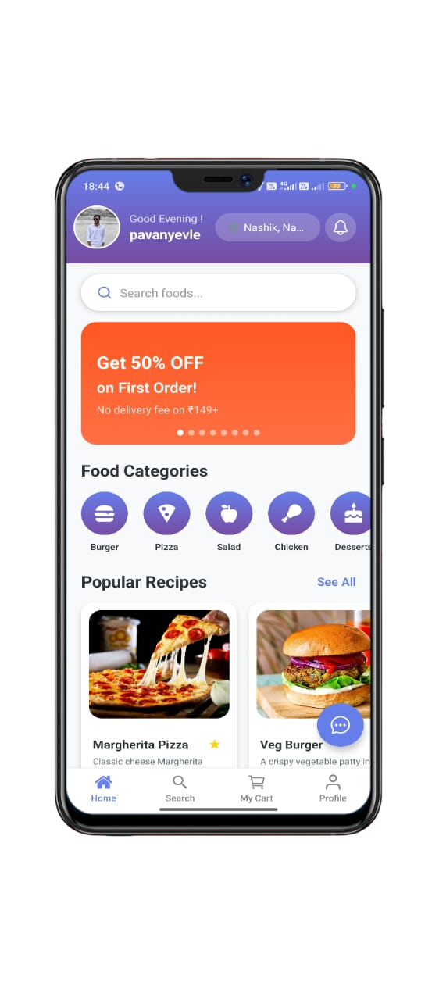 18:44
Good Evening !
pavanyevle
Nashik, Na...
Search foods...
Get 50% OFF
on First Order!
No delivery fee on ₹149+
Food Categories
Burger Pizza Salad Chicken Desserts
Popular Recipes See All
Margherita Pizza Veg Burger
Classic cheese Margherita A crispy vegetable patty in
Home Search My Cart Profile